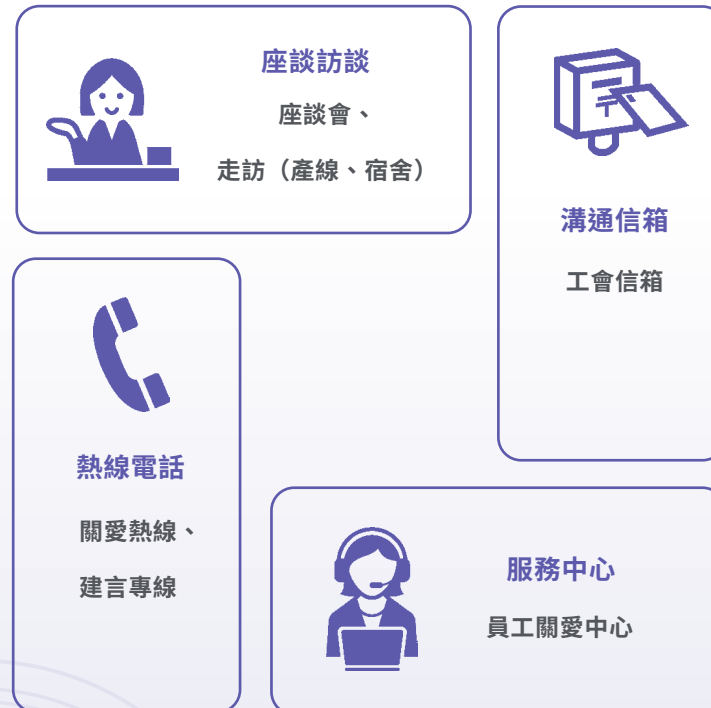 座談訪談
座談會、
走訪（產線、宿舍）
溝通信箱
工會信箱
熱線電話
關愛熱線、
建言專線
服務中心
員工關愛中心